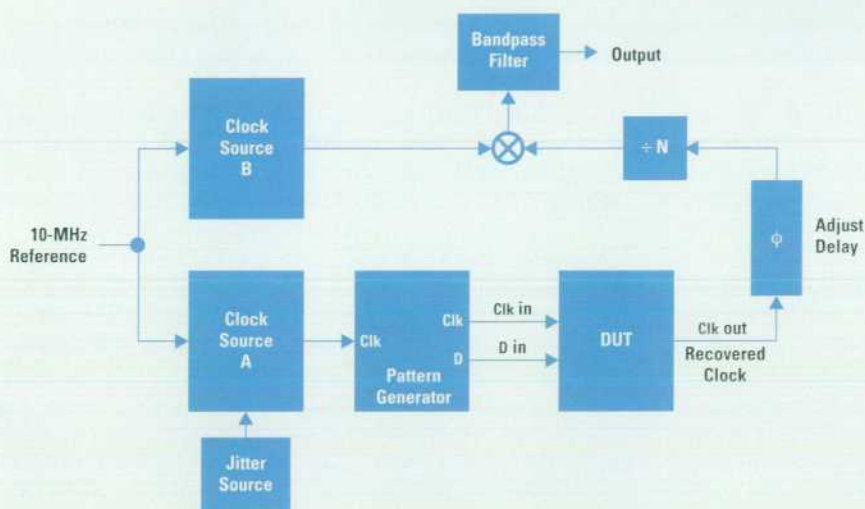 Bandpass
Filter
Output
Clock
Source
B
÷ N
10-MHz
Reference
φ
Adjust
Delay
Clock
Source
A
Clk
Clk
D
Pattern
Generator
Clk in
D in
DUT
Clk out
Recovered
Clock
Jitter
Source